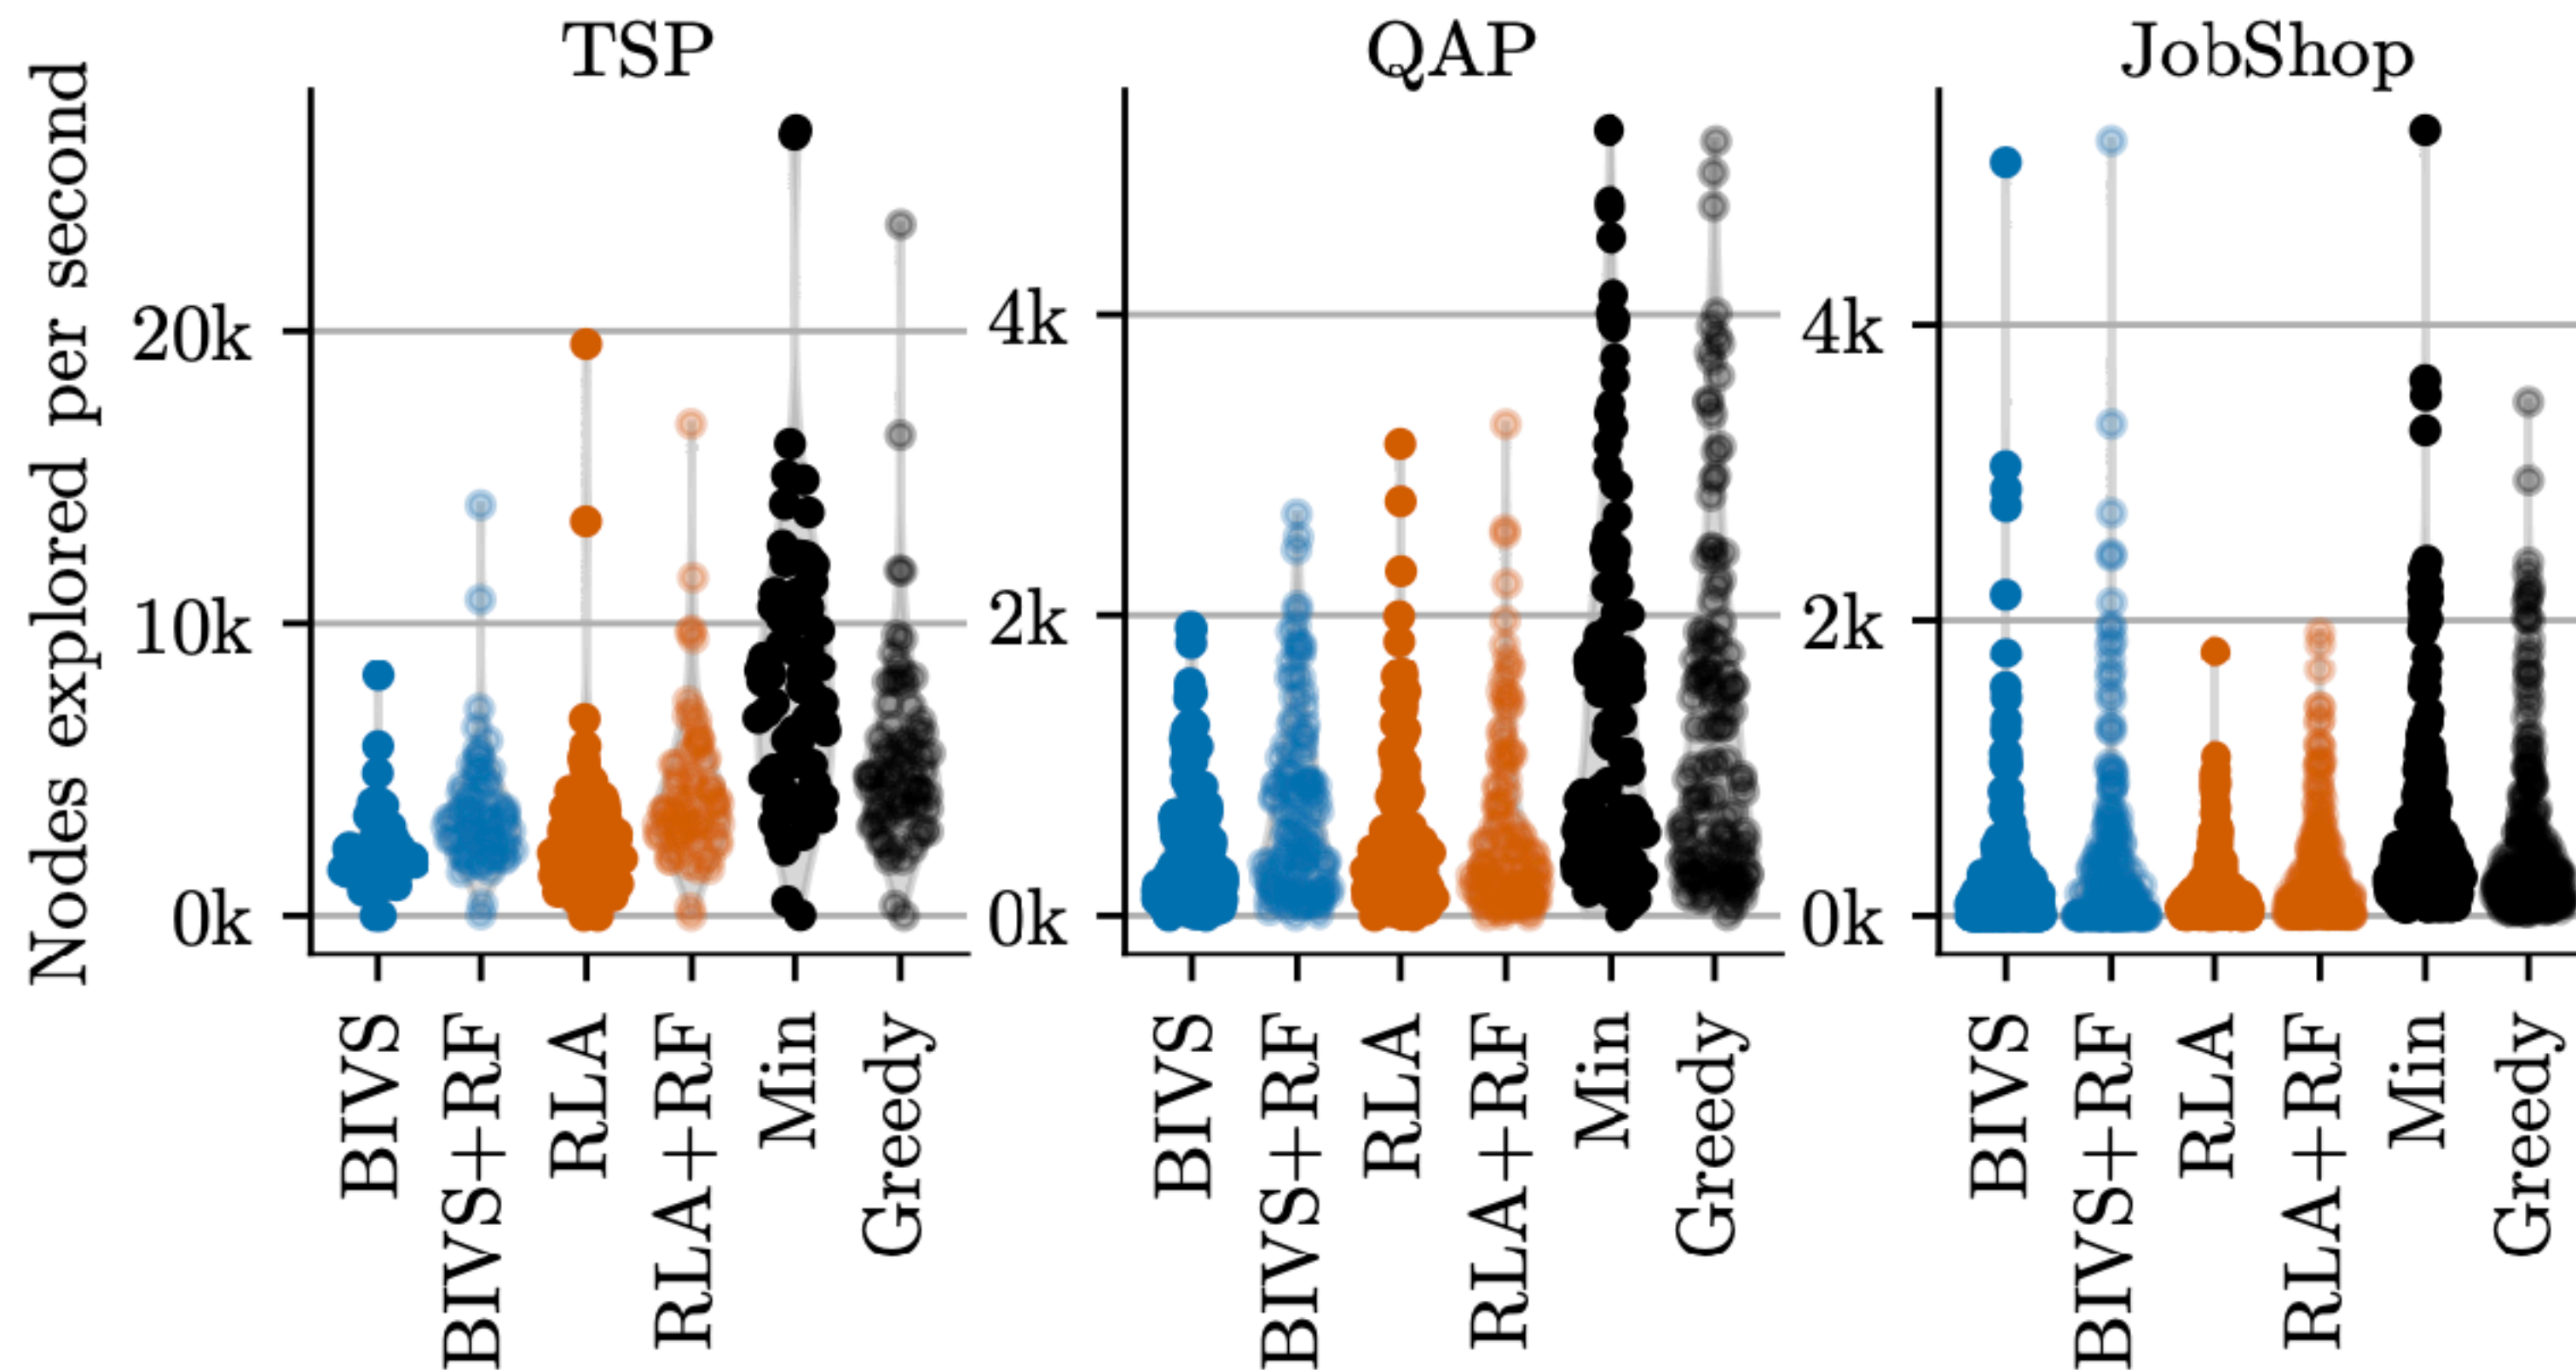 TSP
QAP
JobShop
Nodes explored per second
20k
10k
0k
4k
2k
0k
4k
2k
0k
BIVS
BIVS+RF
RLA
RLA+RF
Min
Greedy
BIVS
BIVS+RF
RLA
RLA+RF
Min
Greedy
BIVS
BIVS+RF
RLA
RLA+RF
Min
Greedy